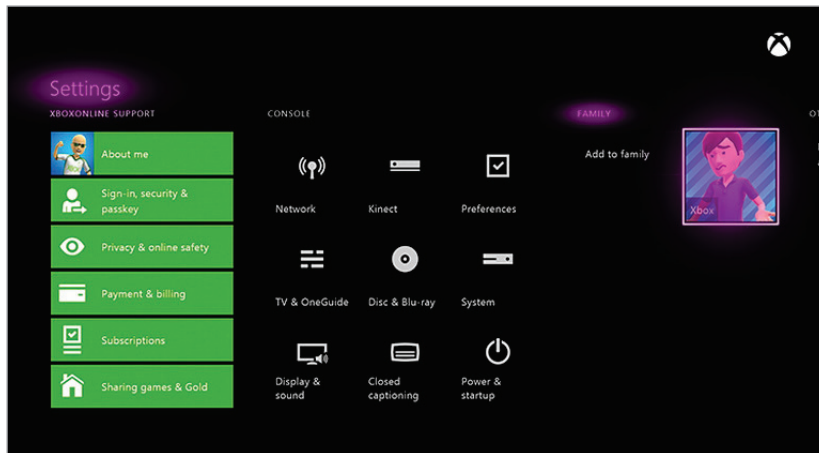 Settings
XBOXONLINE SUPPORT
About me
Sign-in, security &
passkey
Privacy & online safety
Payment & billing
Subscriptions
Sharing games & Gold
CONSOLE
Network
Kinect
Preferences
TV & OneGuide
Disc & Blu-ray
System
Display &
sound
Closed
captioning
Power &
startup
FAMILY
Add to family
Xbox